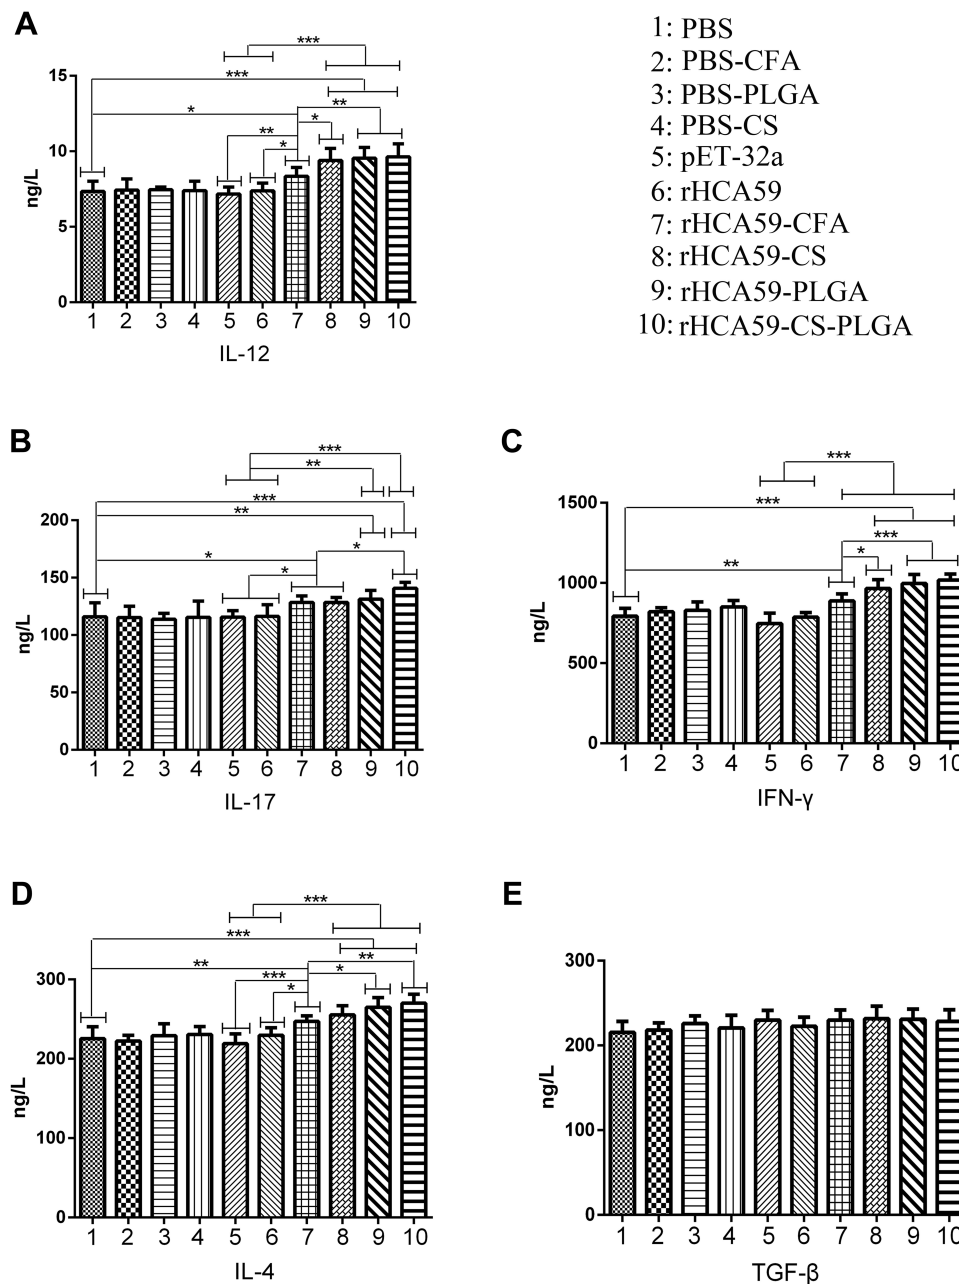 A
***
15
***
**
*
*
**
*
10
ng/L
5
0
1 2 3 4 5 6 7 8 9 10
IL-12
1: PBS
2: PBS-CFA
3: PBS-PLGA
4: PBS-CS
5: pET-32a
6: rHCA59
7: rHCA59-CFA
8: rHCA59-CS
9: rHCA59-PLGA
10: rHCA59-CS-PLGA
B
***
**
***
**
200
*
*
*
150
ng/L
100
50
0
1 2 3 4 5 6 7 8 9 10
IL-17
C
***
1500
***
***
*
**
1000
ng/L
500
0
1 2 3 4 5 6 7 8 9 10
IFN-γ
D
***
***
**
**
*
300
***
*
200
ng/L
100
0
1 2 3 4 5 6 7 8 9 10
IL-4
E
300
200
ng/L
100
0
1 2 3 4 5 6 7 8 9 10
TGF-β